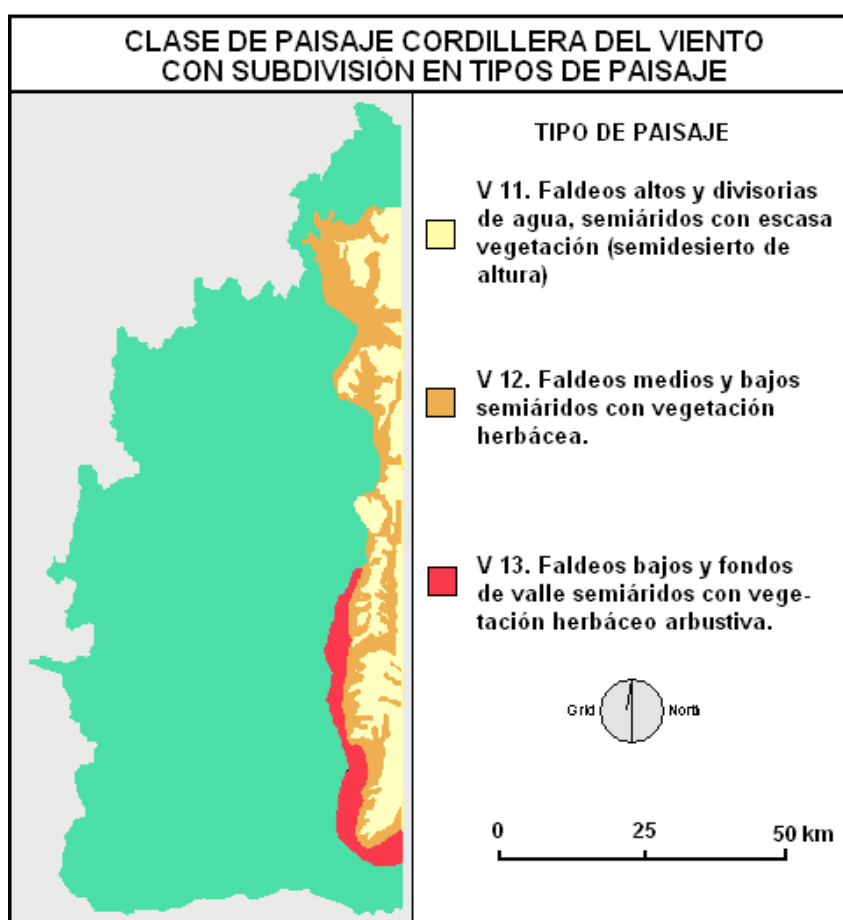 CLASE DE PAISAJE CORDILLERA DEL VIENTO
CON SUBDIVISIÓN EN TIPOS DE PAISAJE
TIPO DE PAISAJE
V 11. Faldeos altos y divisorias
de agua, semiáridos con escasa
vegetación (semidesierto de
altura)
V 12. Faldeos medios y bajos
semiáridos con vegetación
herbácea.
V 13. Faldeos bajos y fondos
de valle semiáridos con vege-
tación herbáceo arbustiva.
Grid North
0 25 50 km